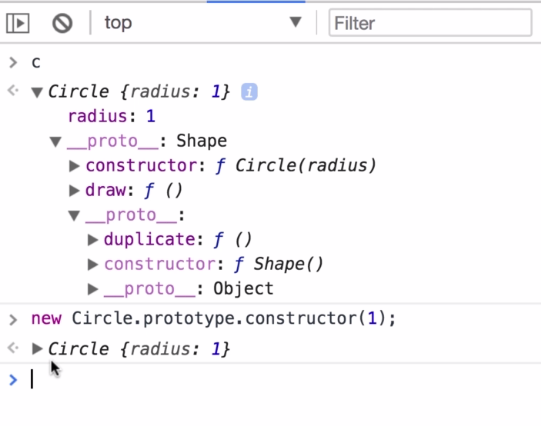 top Filter
> c
Circle {radius: 1} i
radius: 1
__proto__: Shape
constructor: ƒ Circle(radius)
draw: ƒ ()
__proto__:
duplicate: ƒ ()
constructor: ƒ Shape()
__proto__: Object
> new Circle.prototype.constructor(1);
Circle {radius: 1}
>